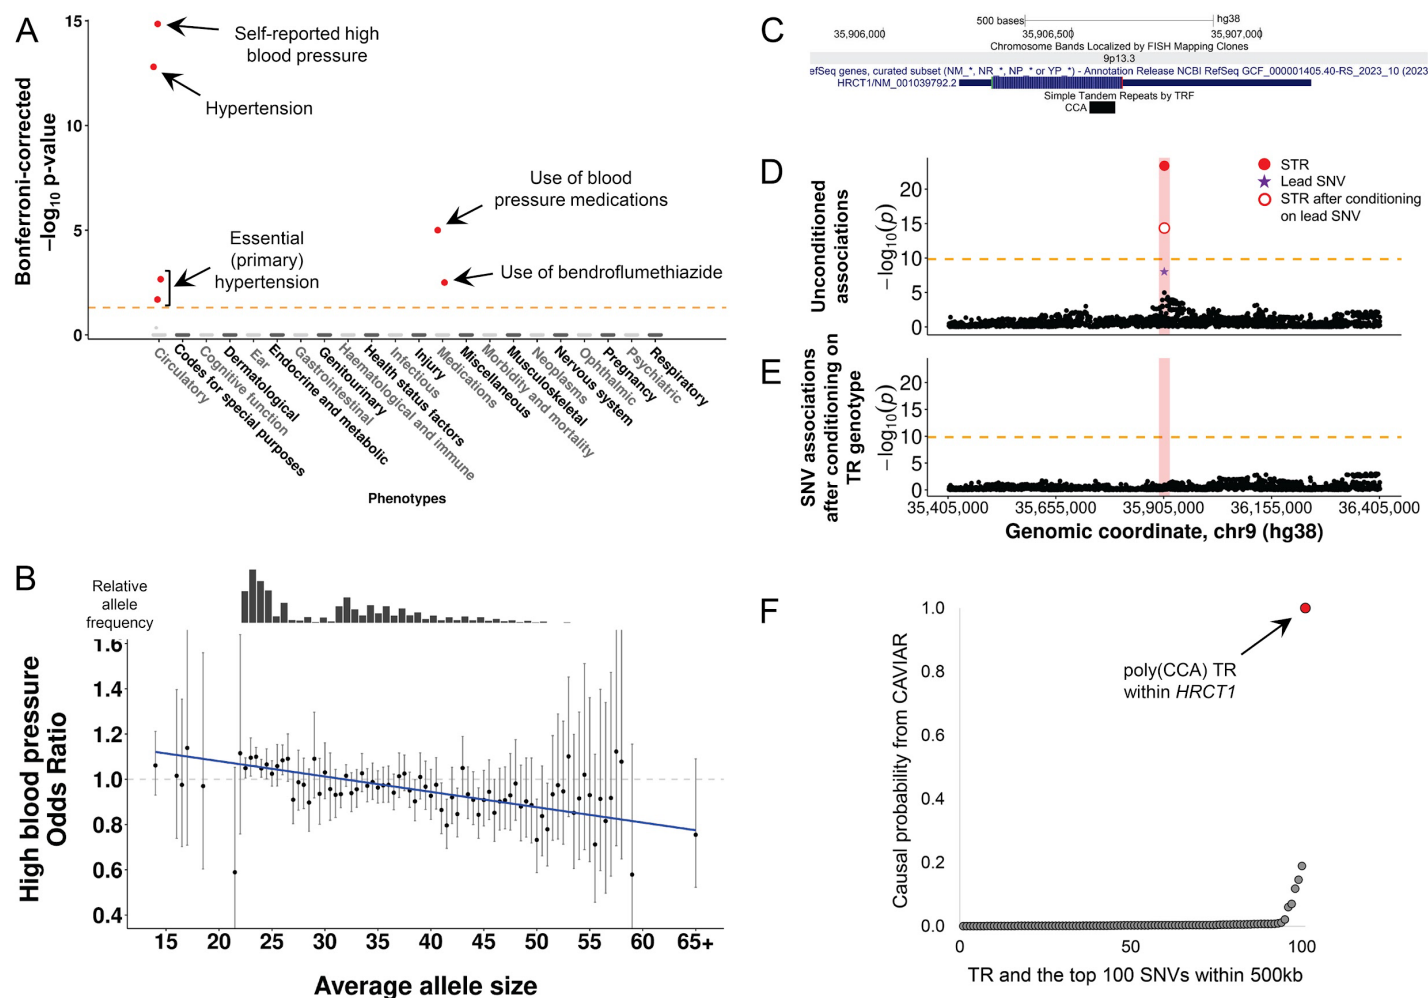 A
15
10
5
0
Bonferroni-corrected
−log10 p-value
Self-reported high
blood pressure
Hypertension
Essential
(primary)
hypertension
Use of blood
pressure medications
Use of bendroflumethiazide
Circulatory
Codes for special purposes
Cognitive function
Dermatological
Ear
Endocrine and metabolic
Gastrointestinal
Genitourinary
Haematological and immune
Health status factors
Infectious
Injury
Medications
Miscellaneous
Morbidity and mortality
Musculoskeletal
Neoplasms
Nervous system
Ophthalmic
Pregnancy
Psychiatric
Respiratory
Phenotypes
B
Relative
allele
frequency
High blood pressure
Odds Ratio
1.6
1.4
1.2
1.0
0.8
0.6
0.4
15 20 25 30 35 40 45 50 55 60 65+
Average allele size
C
500 bases hg38
35,906,000 35,906,500 35,907,000
Chromosome Bands Localized by FISH Mapping Clones
9p13.3
efSeq genes, curated subset (NM_*, NR_*, NP_* or YP_*) - Annotation Release NCBI RefSeq GCF_000001405.40-RS_2023_10 (2023
HRCT1/NM_001039792.2
Simple Tandem Repeats by TRF
CCA
D
Unconditioned
associations
−log10(p)
20
15
10
5
0
STR
Lead SNV
STR after conditioning
on lead SNV
E
SNV associations
after conditioning on
TR genotype
−log10(p)
20
15
10
5
0
35,405,000 35,655,000 35,905,000 36,155,000 36,405,000
Genomic coordinate, chr9 (hg38)
F
Causal probability from CAVIAR
1.0
0.8
0.6
0.4
0.2
0.0
poly(CCA) TR
within HRCT1
0 50 100
TR and the top 100 SNVs within 500kb